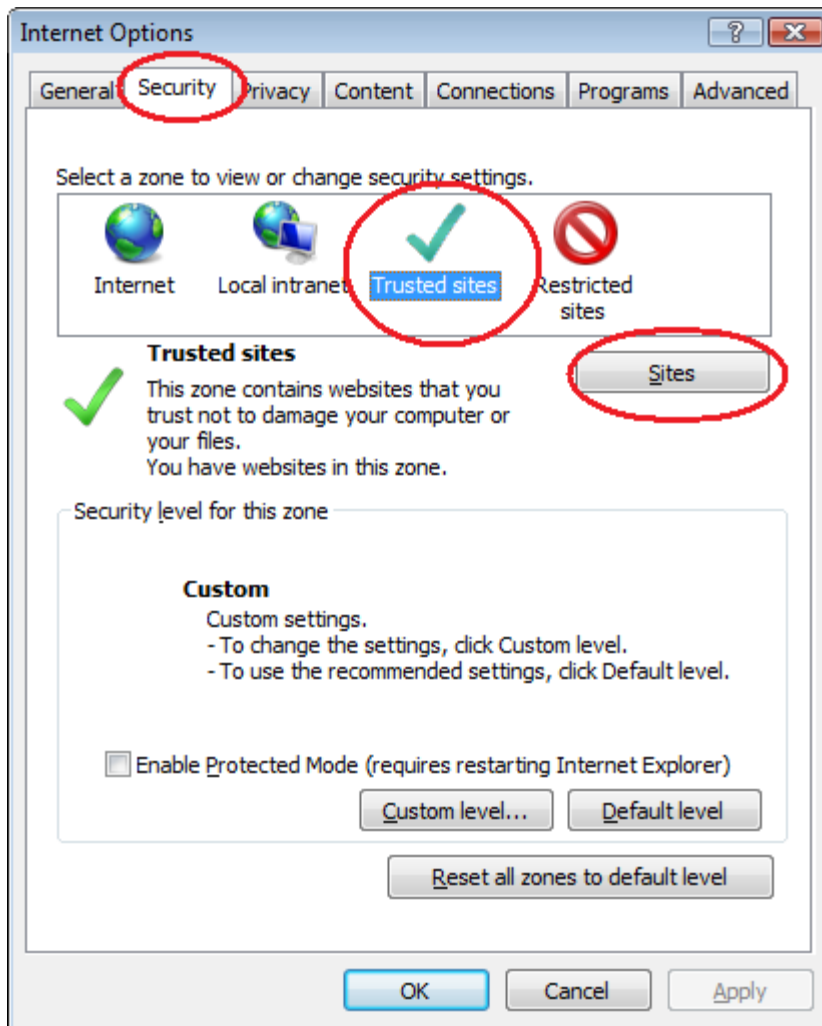 Internet Options
General Security Privacy Content Connections Programs Advanced
Select a zone to view or change security settings.
Internet Local intranet Trusted sites Restricted
sites
Trusted sites
Sites
This zone contains websites that you
trust not to damage your computer or
your files.
You have websites in this zone.
Security level for this zone
Custom
Custom settings.
- To change the settings, click Custom level.
- To use the recommended settings, click Default level.
Enable Protected Mode (requires restarting Internet Explorer)
Custom level... Default level
Reset all zones to default level
OK Cancel Apply